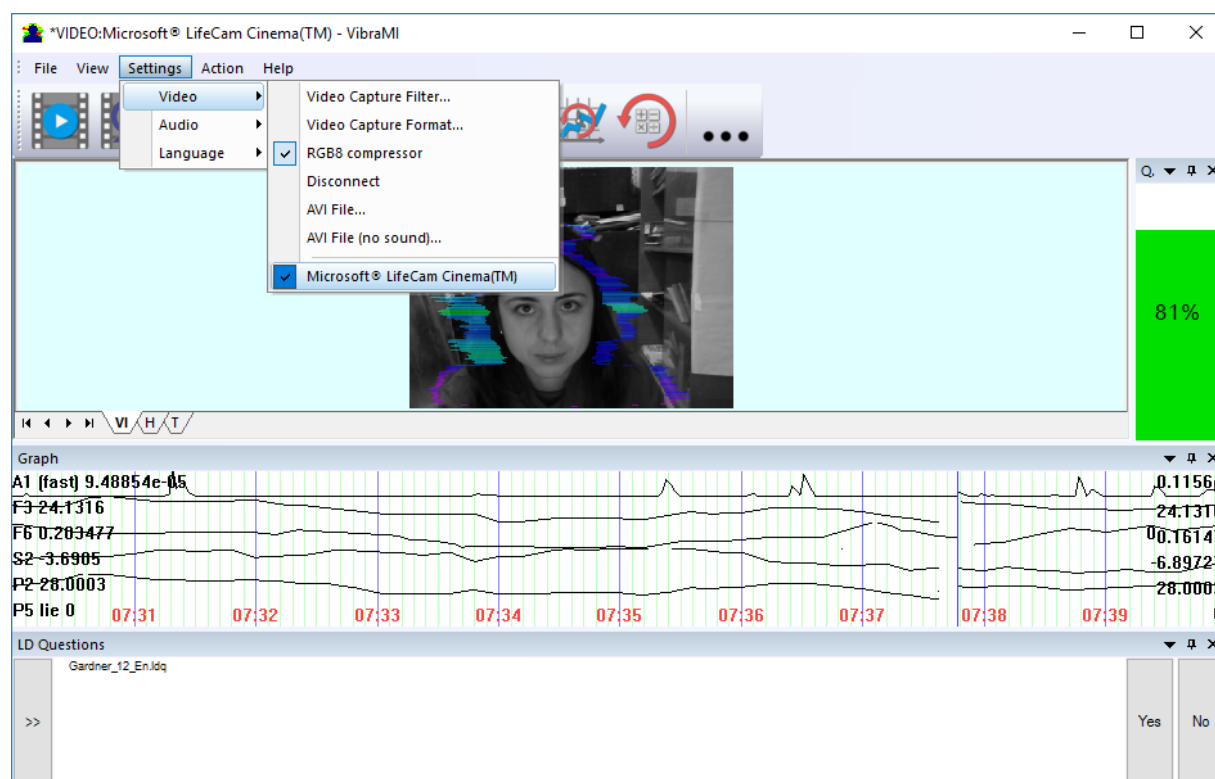 *VIDEO:Microsoft® LifeCam Cinema(TM) - VibraMI
File View Settings Action Help
Video
Audio
Language
Video Capture Filter...
Video Capture Format...
RGB8 compressor
Disconnect
AVI File...
AVI File (no sound)...
Microsoft® LifeCam Cinema(TM)
Q.
81%
VI H T
Graph
A1 (fast) 9.48854e-05 0.1156
F3 24.1316 24.131
F6 0.203477 0.1614
S2 -3.6905 -6.8972
P2 28.0003 28.000
P5 lie 0
07:31 07:32 07:33 07:34 07:35 07:36 07:37 07:38 07:39
LD Questions
Gardner_12_En.ldq
>>
Yes No